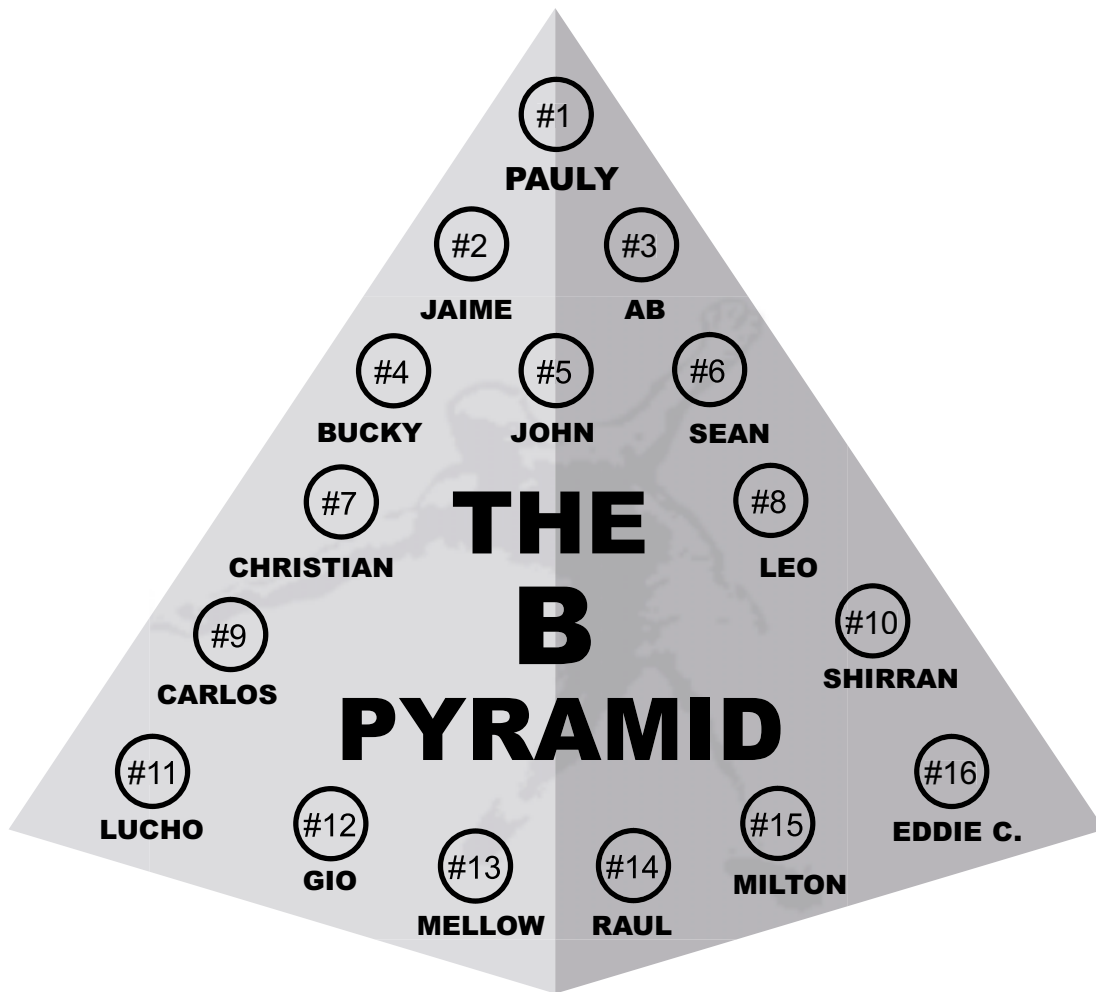 #1
PAULY
#2 #3
JAIME AB
#4 #5 #6
BUCKY JOHN SEAN
#7 #8
CHRISTIAN LEO
THE
B
PYRAMID
#9 #10
CARLOS SHIRRAN
#11 #16
LUCHO EDDIE C.
#12 #15
GIO MILTON
#13 #14
MELLOW RAUL